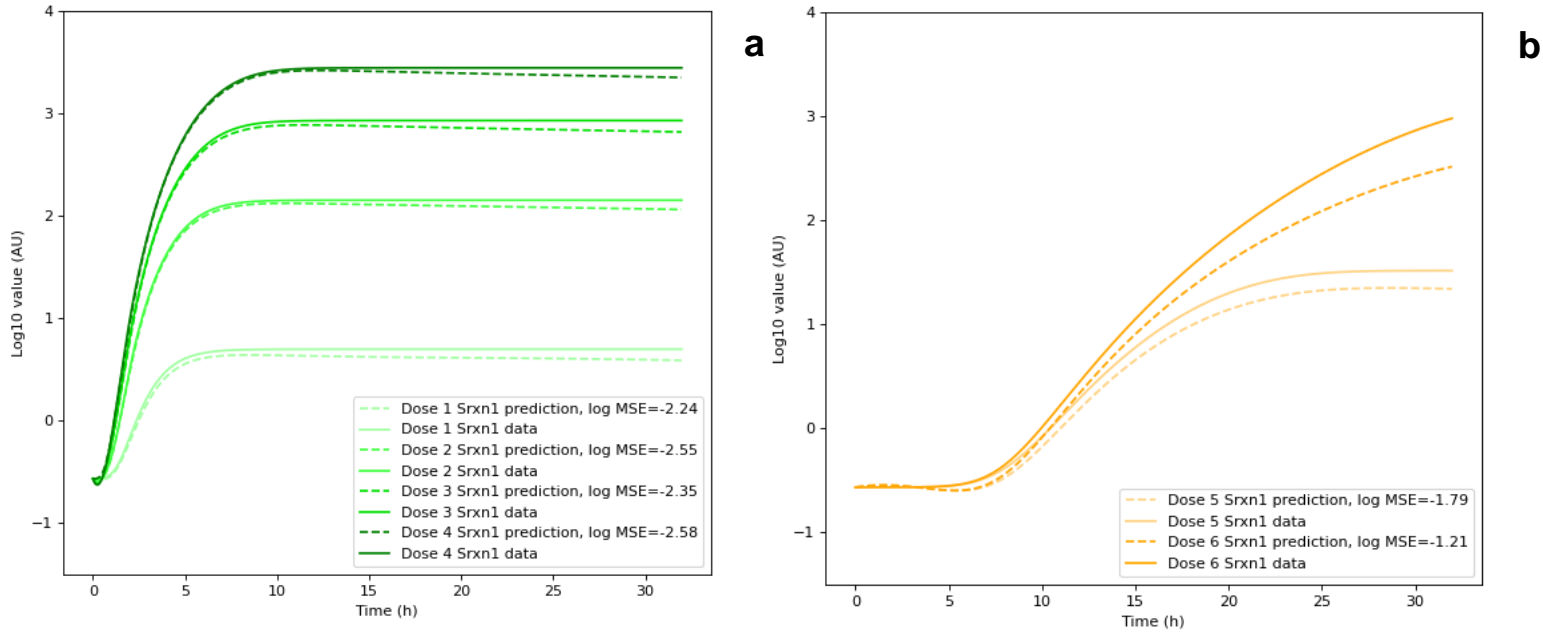 a
4
3
2
1
0
−1
Log10 value (AU)
Dose 1 Srxn1 prediction, log MSE=-2.24
Dose 1 Srxn1 data
Dose 2 Srxn1 prediction, log MSE=-2.55
Dose 2 Srxn1 data
Dose 3 Srxn1 prediction, log MSE=-2.35
Dose 3 Srxn1 data
Dose 4 Srxn1 prediction, log MSE=-2.58
Dose 4 Srxn1 data
0 5 10 15 20 25 30
Time (h)
b
4
3
2
1
0
−1
Log10 value (AU)
Dose 5 Srxn1 prediction, log MSE=-1.79
Dose 5 Srxn1 data
Dose 6 Srxn1 prediction, log MSE=-1.21
Dose 6 Srxn1 data
0 5 10 15 20 25 30
Time (h)